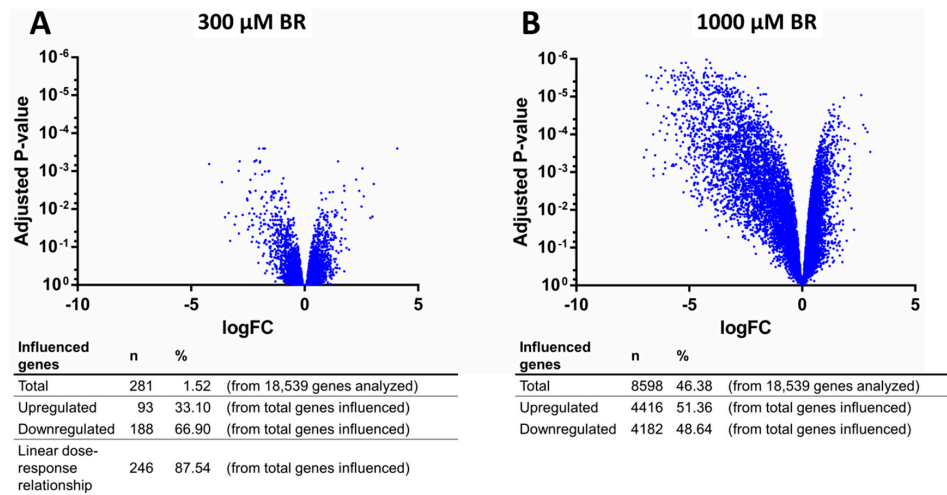 A
300 µM BR
Adjusted P-value
10-6
10-5
10-4
10-3
10-2
10-1
100
-10 -5 0 5
logFC
Influenced genes n %
Total 281 1.52 (from 18,539 genes analyzed)
Upregulated 93 33.10 (from total genes influenced)
Downregulated 188 66.90 (from total genes influenced)
Linear dose-
response
relationship 246 87.54 (from total genes influenced)
B
1000 µM BR
Adjusted P-value
10-6
10-5
10-4
10-3
10-2
10-1
100
-10 -5 0 5
logFC
Influenced genes n %
Total 8598 46.38 (from 18,539 genes analyzed)
Upregulated 4416 51.36 (from total genes influenced)
Downregulated 4182 48.64 (from total genes influenced)